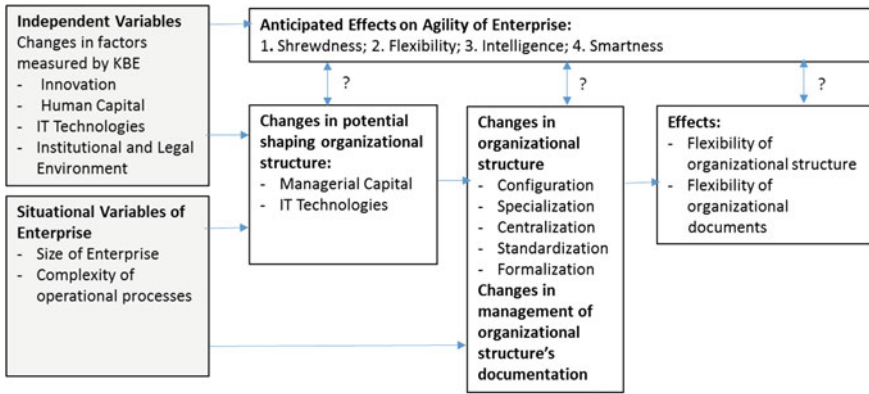 Independent Variables
Changes in factors
measured by KBE
- Innovation
- Human Capital
- IT Technologies
- Institutional and Legal
Environment
Anticipated Effects on Agility of Enterprise:
1. Shrewdness; 2. Flexibility; 3. Intelligence; 4. Smartness
?
?
?
Changes in potential
shaping organizational
structure:
- Managerial Capital
- IT Technologies
Changes in
organizational
structure
- Configuration
- Specialization
- Centralization
- Standardization
- Formalization
Changes in
management of
organizational
structure’s
documentation
Effects:
- Flexibility of
organizational structure
- Flexibility of
organizational
documents
Situational Variables of
Enterprise
- Size of Enterprise
- Complexity of
operational processes